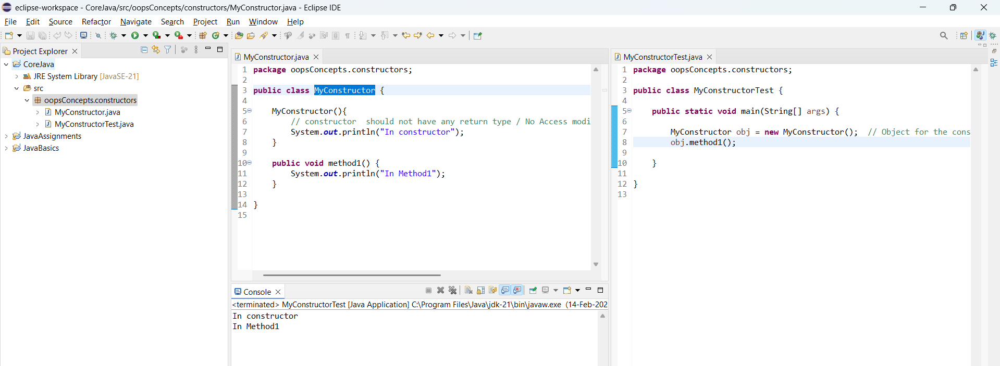 eclipse-workspace - CoreJava/src/oopsConcepts/constructors/MyConstructor.java - Eclipse IDE
File Edit Source Refactor Navigate Search Project Run Window Help
Project Explorer
CoreJava
JRE System Library [JavaSE-21]
src
oopsConcepts.constructors
MyConstructor.java
MyConstructorTest.java
JavaAssignments
JavaBasics
MyConstructor.java
1 package oopsConcepts.constructors;
2
3 public class MyConstructor {
4
5 MyConstructor(){
6 // constructor  should not have any return type / No Access modi
7 System.out.println("In constructor");
8 }
9
10 public void method1() {
11 System.out.println("In Method1");
12 }
13
14 }
15
MyConstructorTest.java
1 package oopsConcepts.constructors;
2
3 public class MyConstructorTest {
4
5 public static void main(String[] args) {
6
7 MyConstructor obj = new MyConstructor();  // Object for the cons
8 obj.method1();
9
10 }
11
12 }
13
Console
<terminated> MyConstructorTest [Java Application] C:\Program Files\Java\jdk-21\bin\javaw.exe (14-Feb-202
In constructor
In Method1